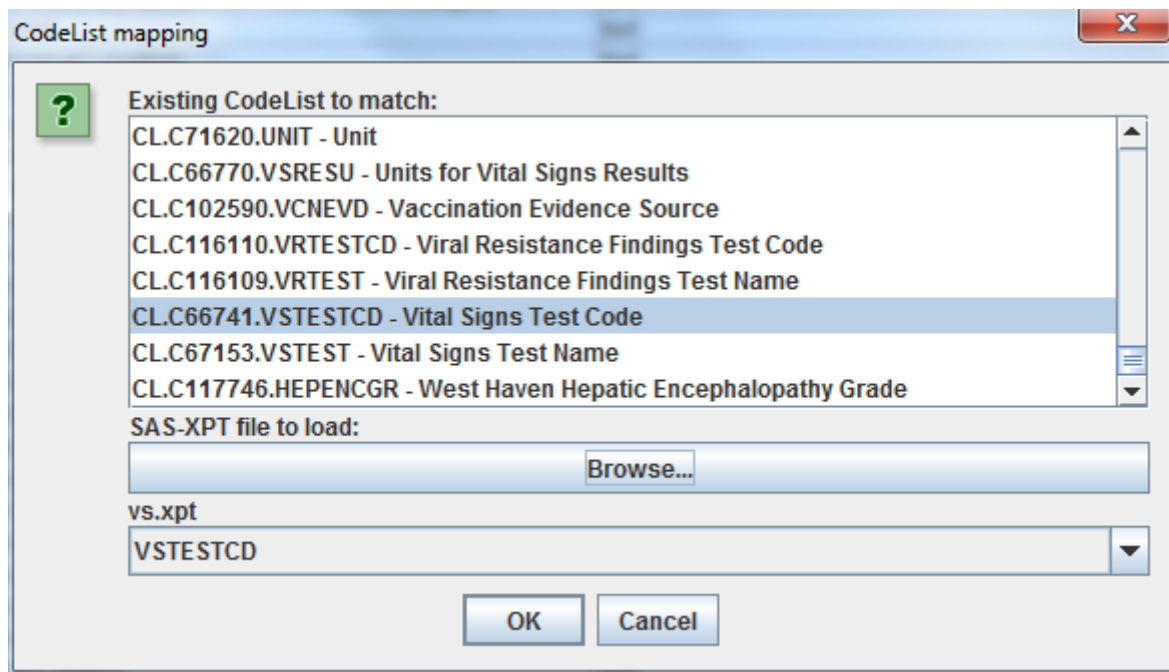 CodeList mapping
X
?
Existing CodeList to match:
CL.C71620.UNIT - Unit
CL.C66770.VSRESU - Units for Vital Signs Results
CL.C102590.VCNEVD - Vaccination Evidence Source
CL.C116110.VRTESTCD - Viral Resistance Findings Test Code
CL.C116109.VRTEST - Viral Resistance Findings Test Name
CL.C66741.VSTESTCD - Vital Signs Test Code
CL.C67153.VSTEST - Vital Signs Test Name
CL.C117746.HEPENCGR - West Haven Hepatic Encephalopathy Grade
SAS-XPT file to load:
Browse...
vs.xpt
VSTESTCD
OK Cancel